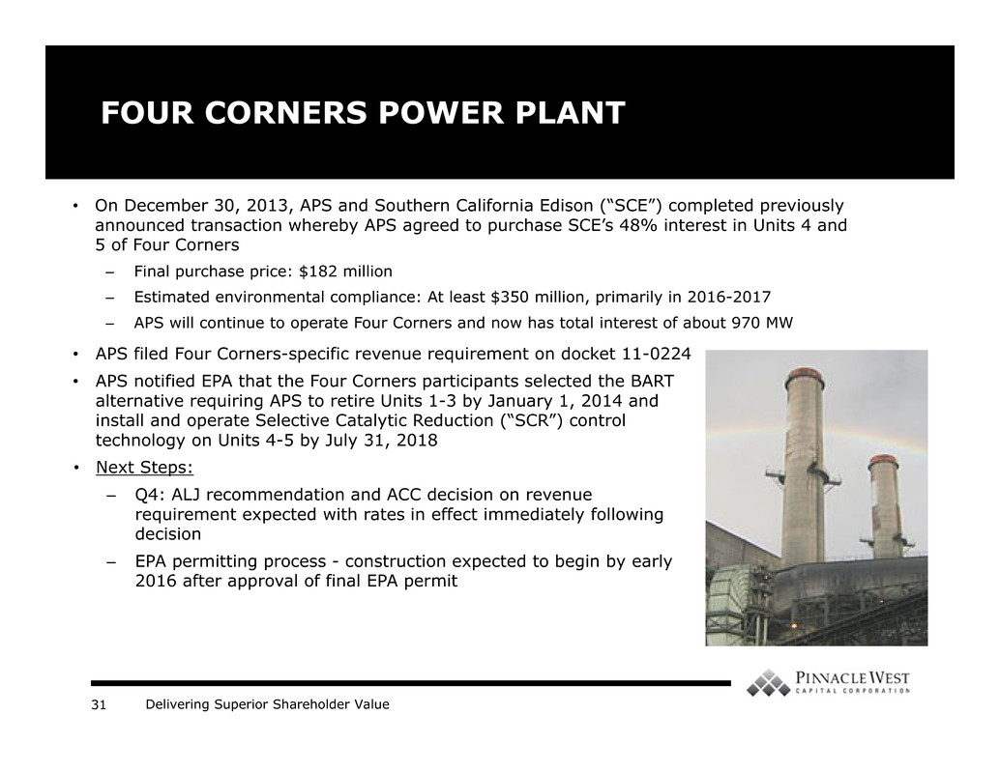 FOUR CORNERS POWER PLANT
• On December 30, 2013, APS and Southern California Edison (“SCE”) completed previously
announced transaction whereby APS agreed to purchase SCE’s 48% interest in Units 4 and
5 of Four Corners
– Final purchase price: $182 million
– Estimated environmental compliance: At least $350 million, primarily in 2016-2017
– APS will continue to operate Four Corners and now has total interest of about 970 MW
• APS filed Four Corners-specific revenue requirement on docket 11-0224
• APS notified EPA that the Four Corners participants selected the BART
alternative requiring APS to retire Units 1-3 by January 1, 2014 and
install and operate Selective Catalytic Reduction (“SCR”) control
technology on Units 4-5 by July 31, 2018
• Next Steps:
– Q4: ALJ recommendation and ACC decision on revenue
requirement expected with rates in effect immediately following
decision
– EPA permitting process - construction expected to begin by early
2016 after approval of final EPA permit
PINNACLE WEST
CAPITAL CORPORATION
31 Delivering Superior Shareholder Value